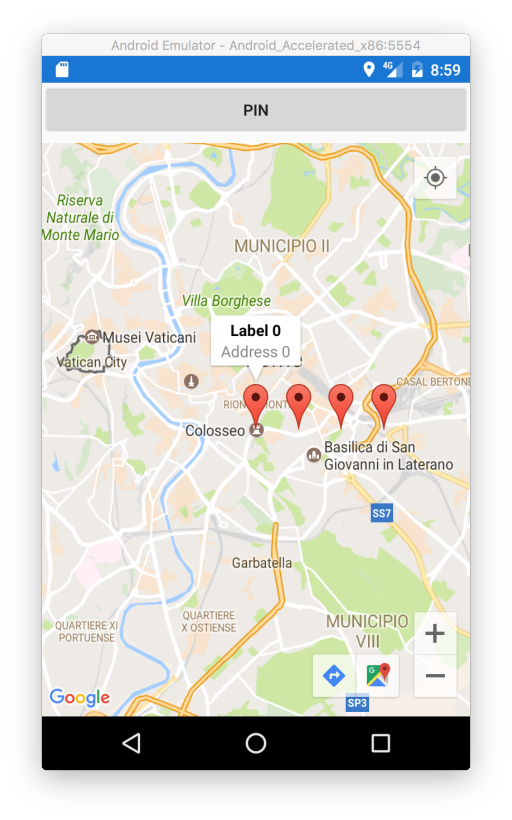 Android Emulator - Android_Accelerated_x86:5554
4G
8:59
PIN
Riserva
Naturale di
Monte Mario
MUNICIPIO II
Villa Borghese
Label 0
Address 0
Musei Vaticani
Vatican City
CASAL BERTONE
Colosseo
Basilica di San
Giovanni in Laterano
SS7
Garbatella
QUARTIERE XI
PORTUENSE
QUARTIERE
X OSTIENSE
MUNICIPIO
VIII
Google
G
SP3